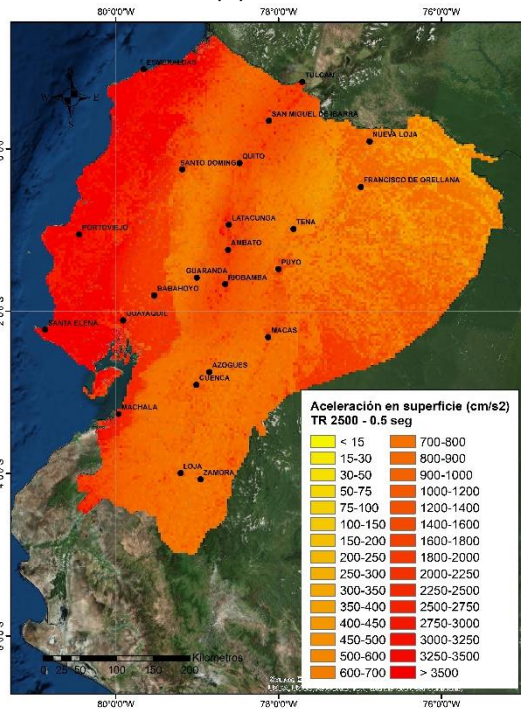 80°0'0"W 78°0'0"W 76°0'0"W
ESMERALDAS
TULCAN
SAN MIGUEL DE IBARRA
NUEVA LOJA
QUITO
SANTO DOMINGO
FRANCISCO DE ORELLANA
LATACUNGA
TENA
PORTOVIEJO
AMBATO
PUYO
GUARANDA
RIOBAMBA
BABAHOYO
GUAYAQUIL
SANTA ELENA
MACAS
AZOGUES
CUENCA
MACHALA
LOJA
ZAMORA
Aceleración en superficie (cm/s2)
TR 2500 - 0.5 seg
< 15 700-800
15-30 800-900
30-50 900-1000
50-75 1000-1200
75-100 1200-1400
100-150 1400-1600
150-200 1600-1800
200-250 1800-2000
250-300 2000-2250
300-350 2250-2500
350-400 2500-2750
400-450 2750-3000
450-500 3000-3250
500-600 3250-3500
600-700 > 3500
Kilómetros
0 25 50 100 150 200
80°0'0"W 78°0'0"W 76°0'0"W